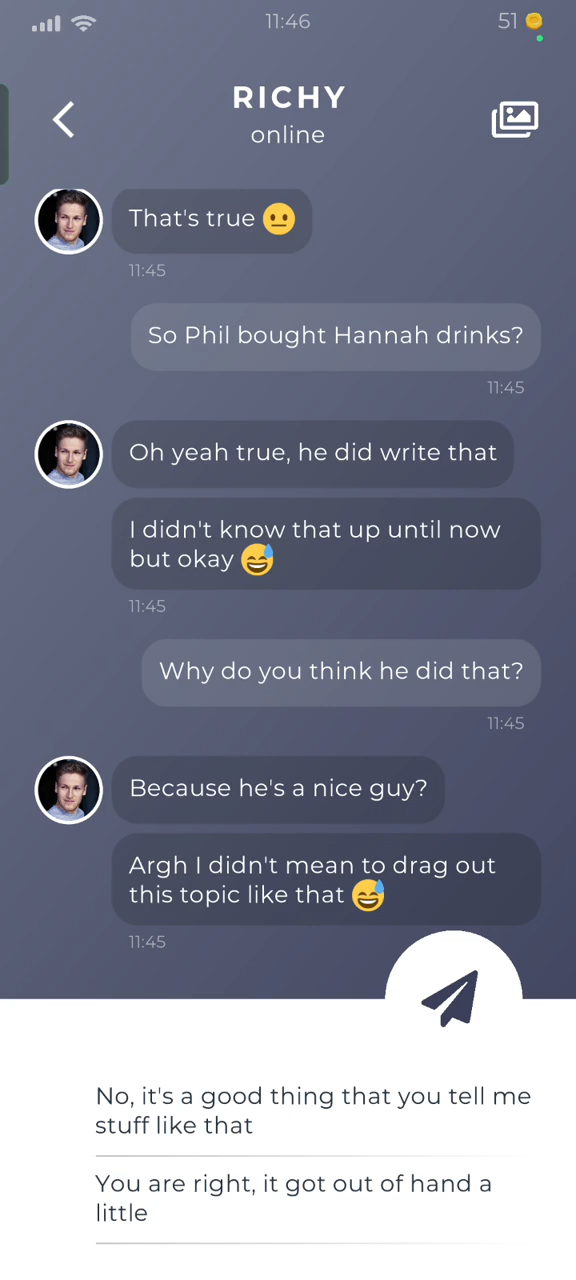 11:46
51
RICHY
online
That's true 😐
11:45
So Phil bought Hannah drinks?
11:45
Oh yeah true, he did write that
I didn't know that up until now
but okay 😅
11:45
Why do you think he did that?
11:45
Because he's a nice guy?
Argh I didn't mean to drag out
this topic like that 😅
11:45
No, it's a good thing that you tell me
stuff like that
You are right, it got out of hand a
little